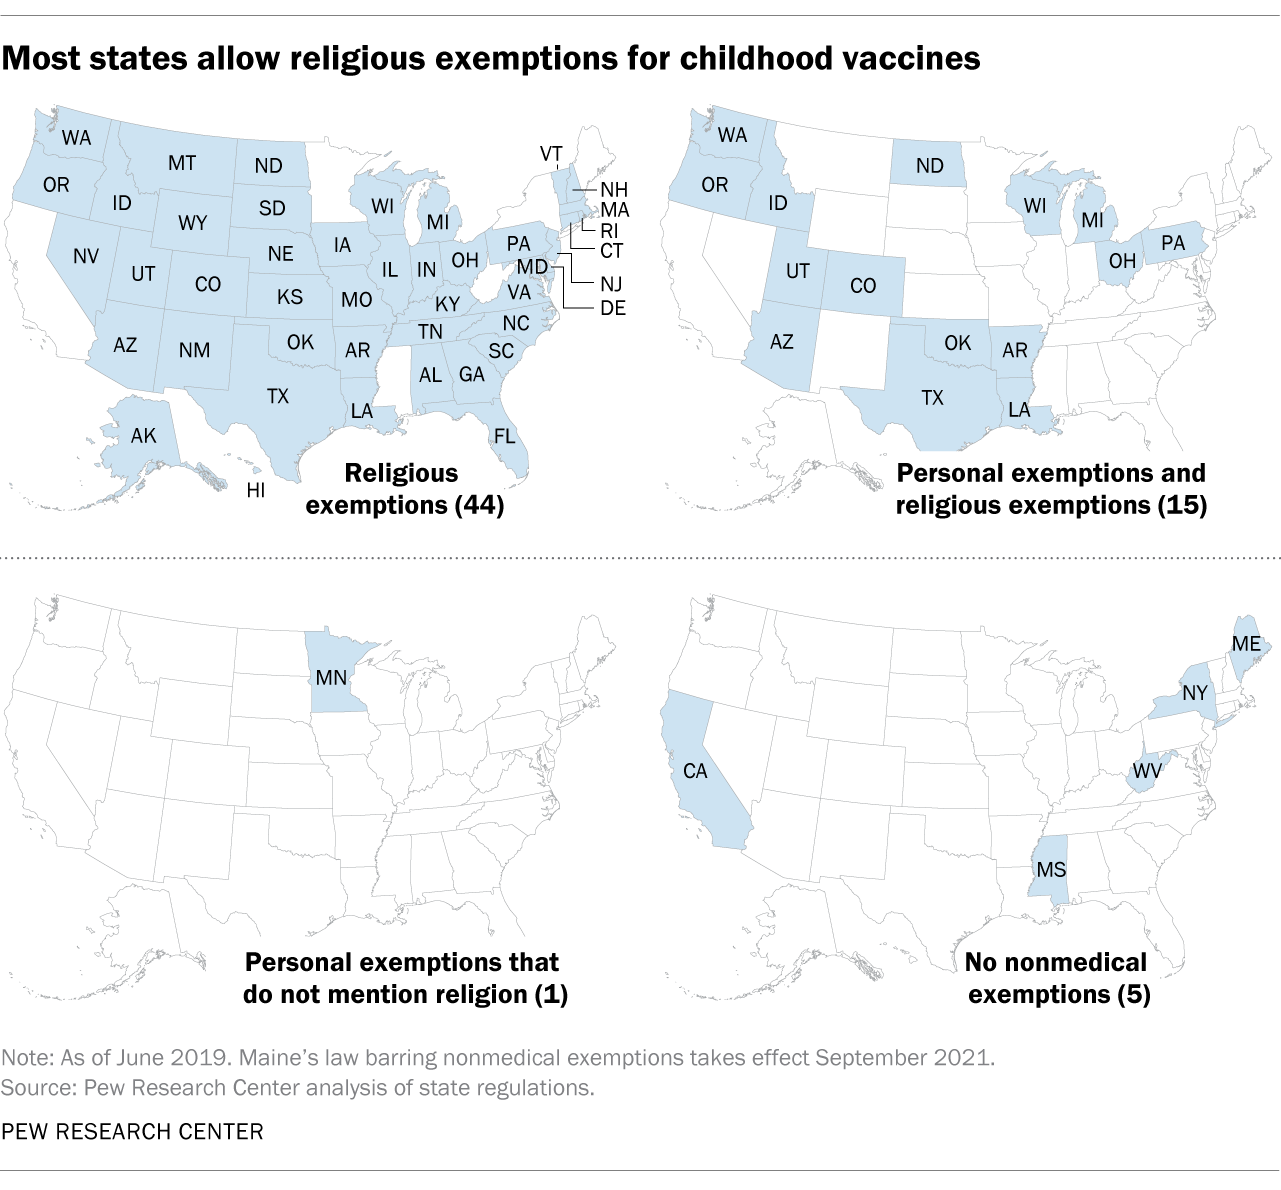 Most states allow religious exemptions for childhood vaccines
WA
MT
ND
OR
ID
WY
SD
WI
MI
VT
NH
MA
RI
CT
NJ
DE
NV
UT
CO
NE
IA
IL
IN
OH
PA
MD
VA
KS
MO
KY
NC
TN
SC
AZ
NM
OK
AR
AL
GA
TX
LA
FL
AK
HI
Religious
exemptions (44)
WA
ND
OR
ID
WI
MI
PA
OH
UT
CO
AZ
OK
AR
TX
LA
Personal exemptions and
religious exemptions (15)
MN
Personal exemptions that
do not mention religion (1)
ME
NY
CA
WV
MS
No nonmedical
exemptions (5)
Note: As of June 2019. Maine’s law barring nonmedical exemptions takes effect September 2021.
Source: Pew Research Center analysis of state regulations.
PEW RESEARCH CENTER